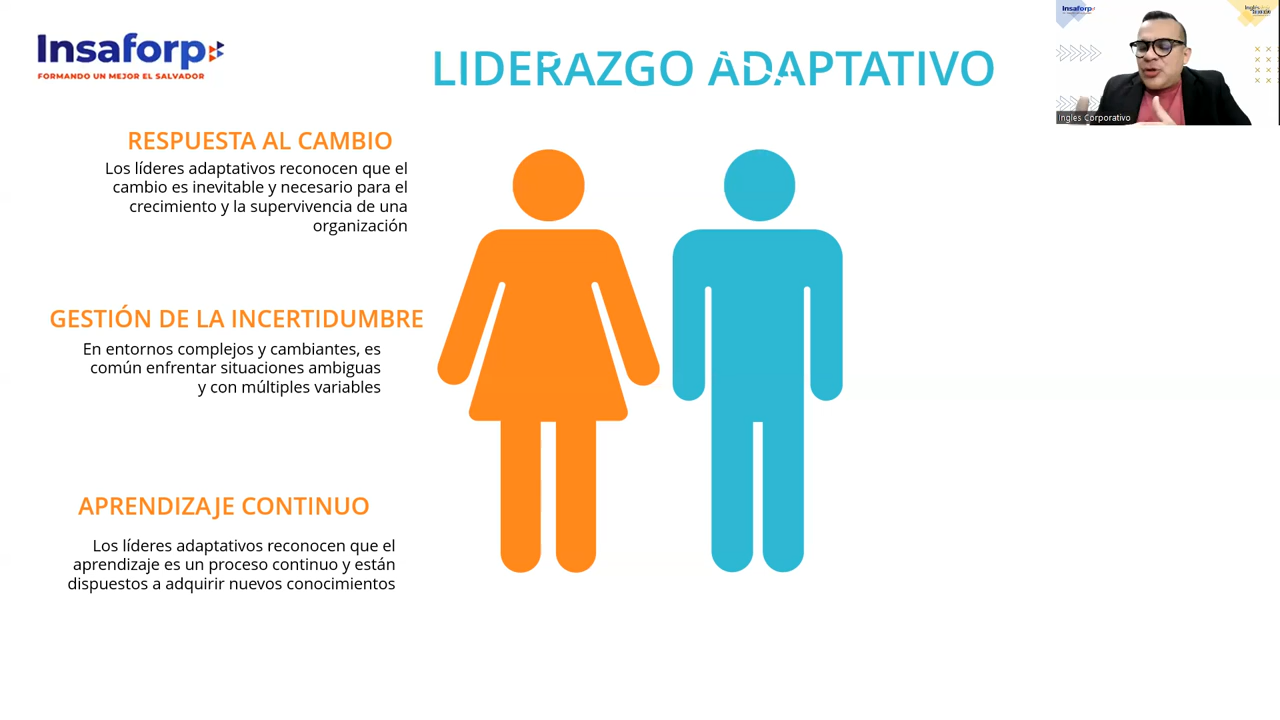 Insaforp
FORMANDO UN MEJOR EL SALVADOR
LIDERAZGO ADAPTATIVO
RESPUESTA AL CAMBIO
Los líderes adaptativos reconocen que el
cambio es inevitable y necesario para el
crecimiento y la supervivencia de una
organización
GESTIÓN DE LA INCERTIDUMBRE
En entornos complejos y cambiantes, es
común enfrentar situaciones ambiguas
y con múltiples variables
APRENDIZAJE CONTINUO
Los líderes adaptativos reconocen que el
aprendizaje es un proceso continuo y están
dispuestos a adquirir nuevos conocimientos
Insaforp
Ingles Corporativo